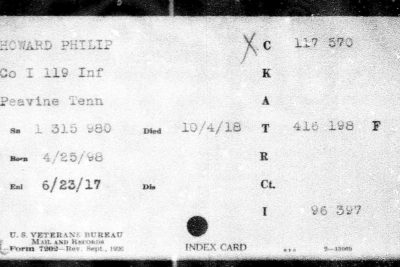 HOWARD PHILIP X C 117 570
Co I 119 Inf K
Peavine Tenn A
Sn 1 315 980 Died 10/4/18 T 416 198 F
Born 4/25/98 R
Enl 6/23/17 Dis Ct.
I 96 397
U. S. VETERANS BUREAU
MAIL AND RECORDS
Form 7202—Rev. Sept., 1926 INDEX CARD